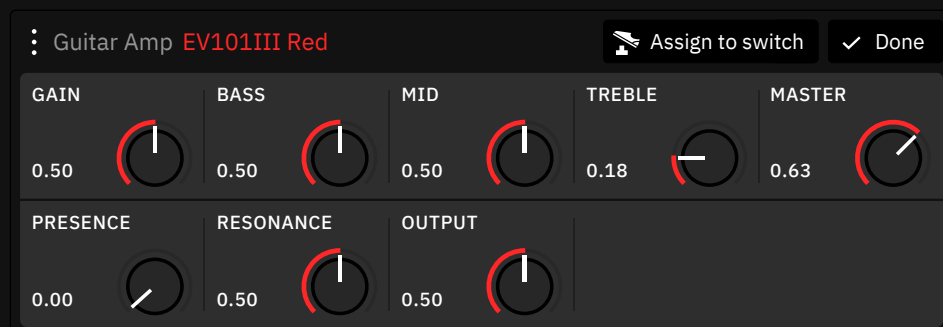 Guitar Amp EV101III Red
Assign to switch
Done
GAIN BASS MID TREBLE MASTER
0.50 0.50 0.50 0.18 0.63
PRESENCE RESONANCE OUTPUT
0.00 0.50 0.50